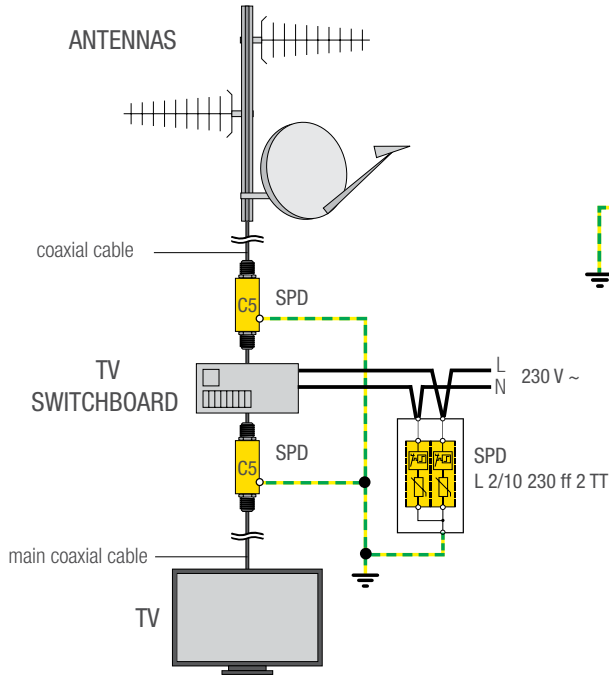 ANTENNAS
coaxial cable
C5
SPD
TV
SWITCHBOARD
L
N
230 V ~
C5
SPD
SPD
L 2/10 230 ff 2 TT
main coaxial cable
TV